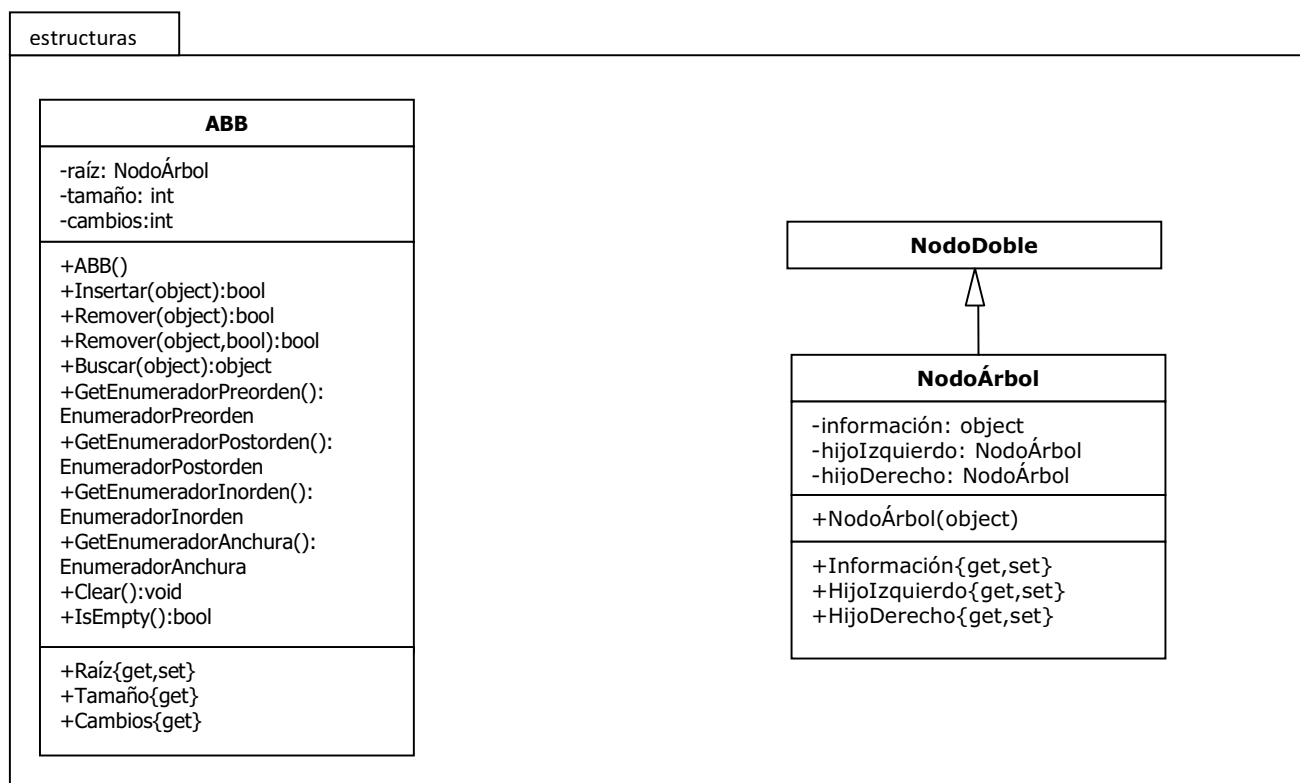 estructuras
ABB
-raíz: NodoÁrbol
-tamaño: int
-cambios:int
+ABB()
+Insertar(object):bool
+Remover(object):bool
+Remover(object,bool):bool
+Buscar(object):object
+GetEnumeradorPreorden():
EnumeradorPreorden
+GetEnumeradorPostorden():
EnumeradorPostorden
+GetEnumeradorInorden():
EnumeradorInorden
+GetEnumeradorAnchura():
EnumeradorAnchura
+Clear():void
+IsEmpty():bool
+Raíz{get,set}
+Tamaño{get}
+Cambios{get}
NodoDoble
NodoÁrbol
-información: object
-hijoIzquierdo: NodoÁrbol
-hijoDerecho: NodoÁrbol
+NodoÁrbol(object)
+Información{get,set}
+HijoIzquierdo{get,set}
+HijoDerecho{get,set}